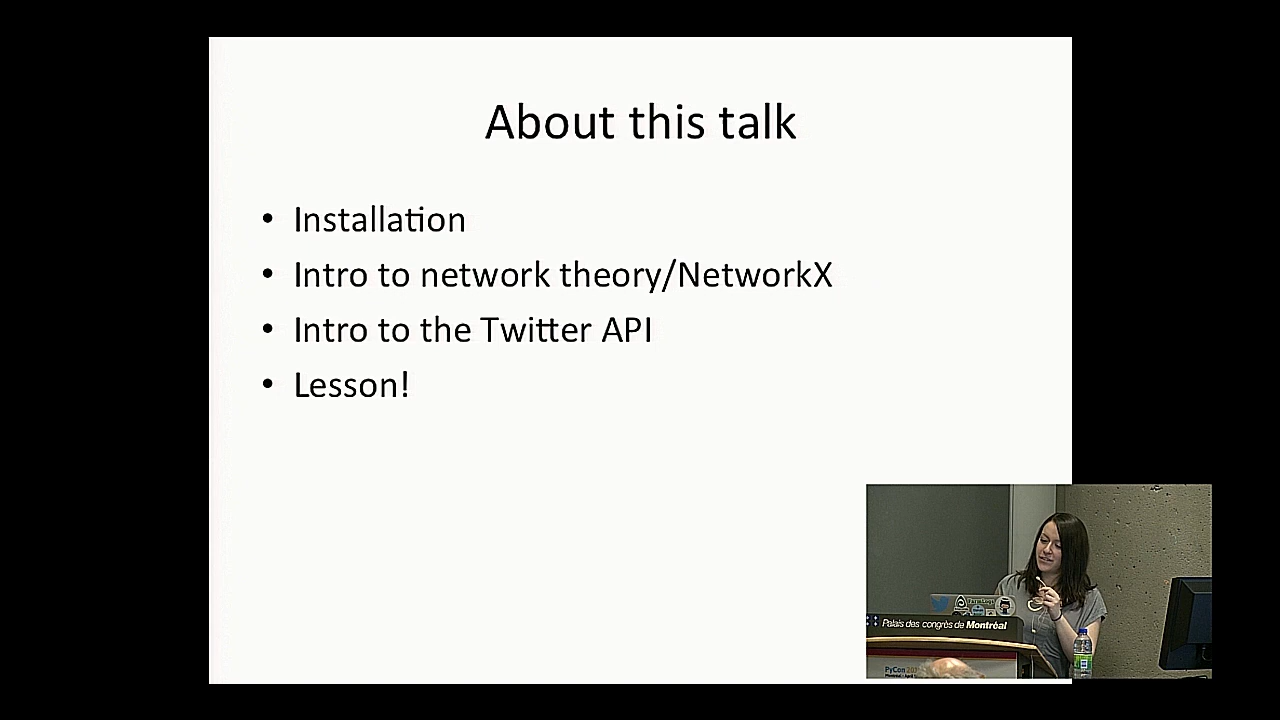 About this talk
• Installation
• Intro to network theory/NetworkX
• Intro to the Twitter API
• Lesson!
Palais des congrès de Montréal
PyCon